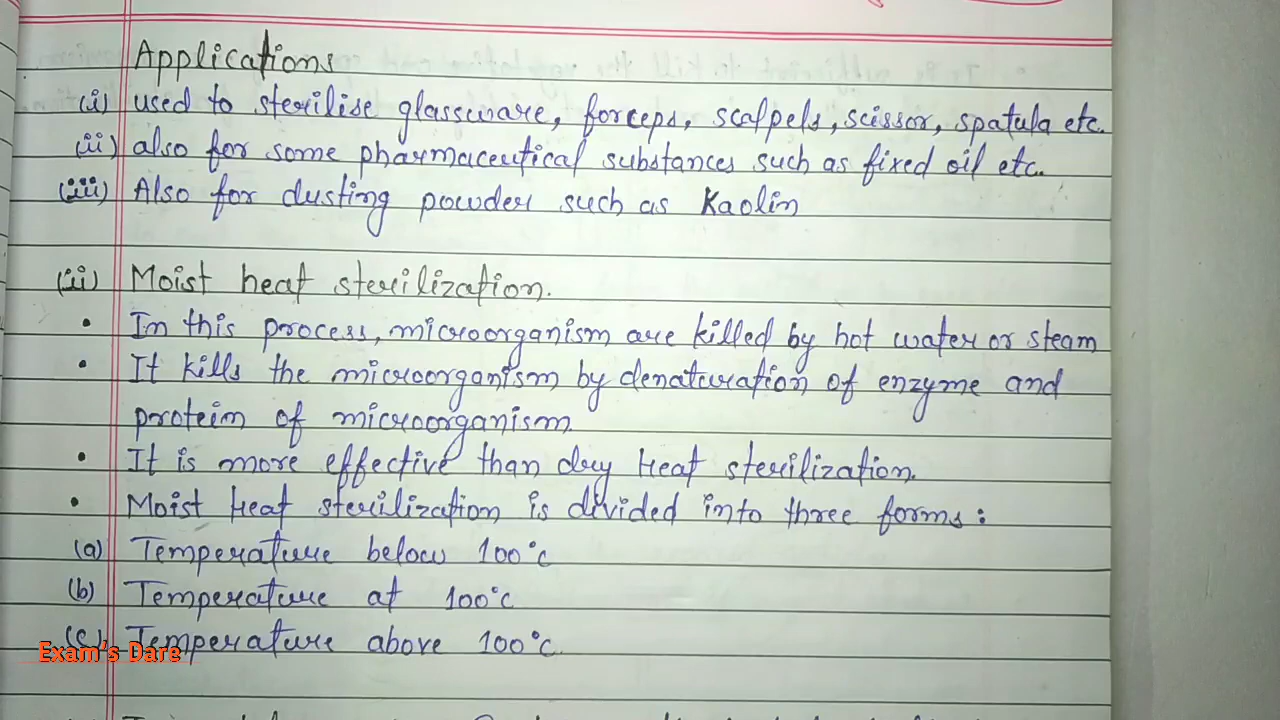 Applications
(i) used to sterilise glassware, forceps, scalpels, scissor, spatula etc.
(ii) also for some pharmaceutical substances such as fixed oil etc.
(iii) Also for dusting powder such as Kaolin
(ii) Moist heat sterilization.
• In this process, microorganism are killed by hot water or steam
• It kills the microorganism by denaturation of enzyme and
protein of microorganism.
• It is more effective than dry heat sterilization.
• Moist heat sterilization is divided into three forms:
(a) Temperature below 100°c
(b) Temperature at 100°c
(c) Temperature above 100°c.
Exam's Dare